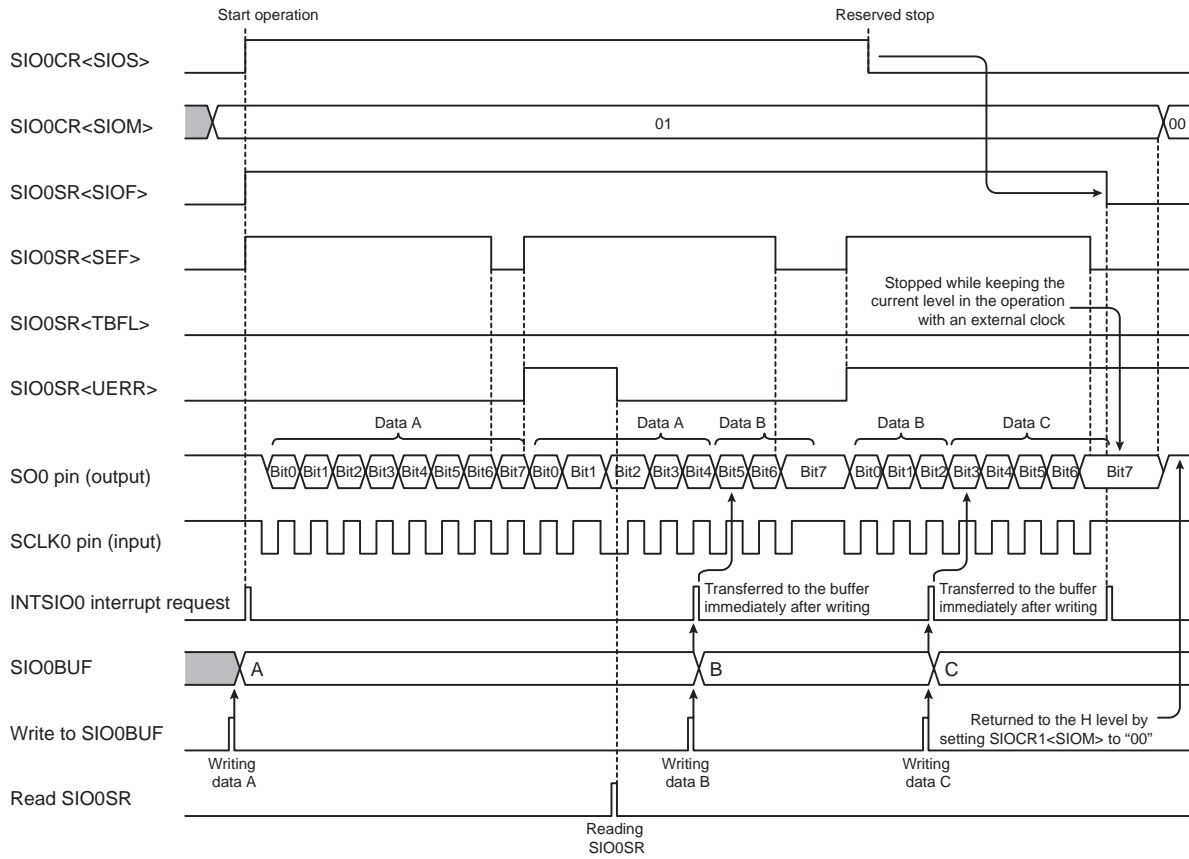 Start operation
Reserved stop
SIO0CR<SIOS>
SIO0CR<SIOM>
01
00
SIO0SR<SIOF>
SIO0SR<SEF>
Stopped while keeping the
current level in the operation
with an external clock
SIO0SR<TBFL>
SIO0SR<UERR>
Data A
Data A
Data B
Data B
Data C
SO0 pin (output)
Bit0 Bit1 Bit2 Bit3 Bit4 Bit5 Bit6 Bit7 Bit0 Bit1 Bit2 Bit3 Bit4 Bit5 Bit6 Bit7 Bit0 Bit1 Bit2 Bit3 Bit4 Bit5 Bit6 Bit7
SCLK0 pin (input)
INTSIO0 interrupt request
Transferred to the buffer
immediately after writing
Transferred to the buffer
immediately after writing
SIO0BUF
A
B
C
Write to SIO0BUF
Returned to the H level by
setting SIOCR1<SIOM> to “00”
Writing
data A
Writing
data B
Writing
data C
Read SIO0SR
Reading
SIO0SR